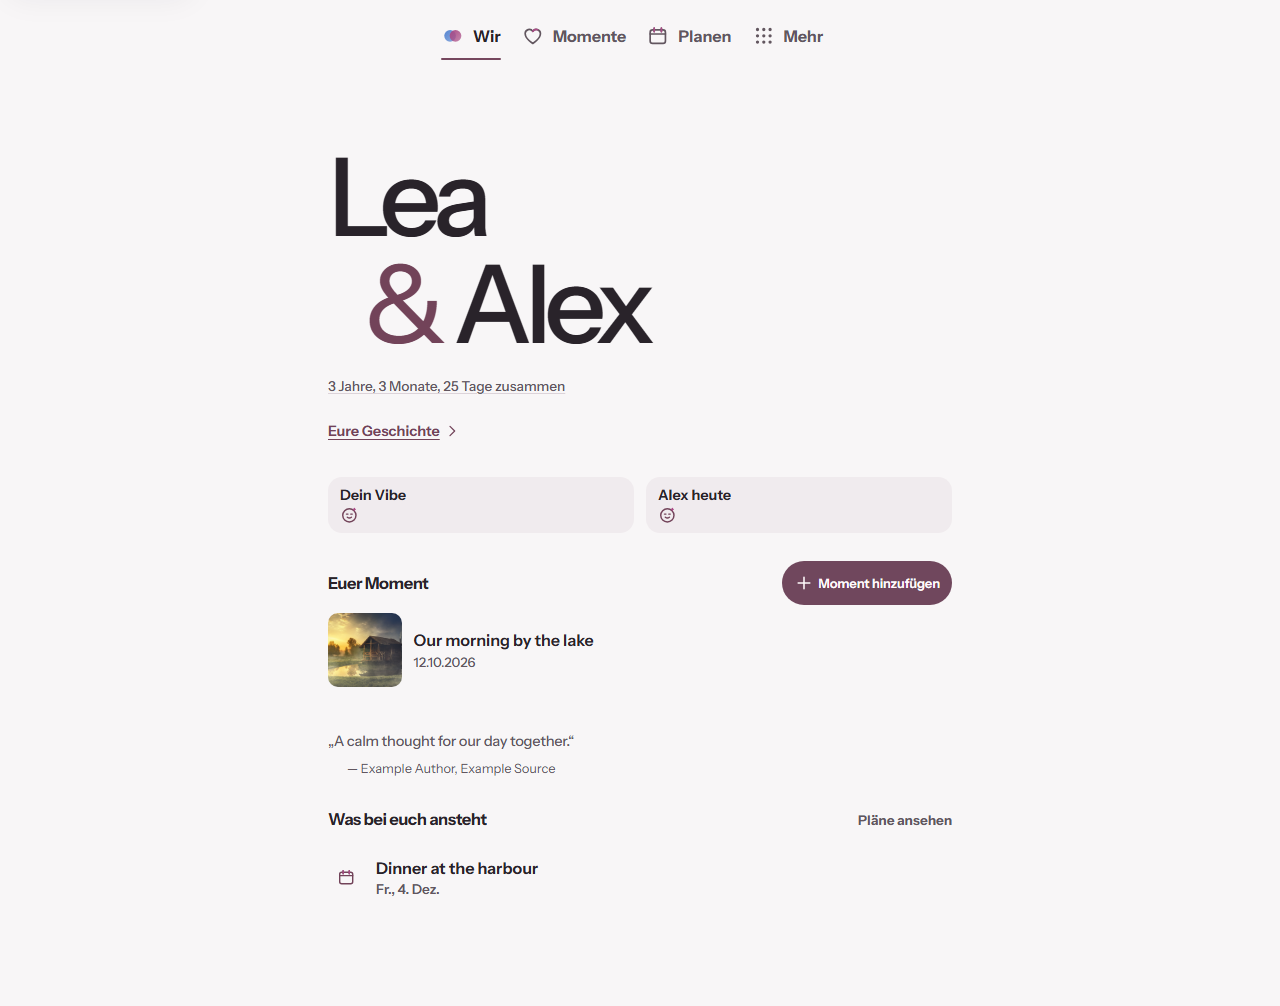 Wir Momente Planen Mehr
Lea
& Alex
3 Jahre, 3 Monate, 25 Tage zusammen
Eure Geschichte
Dein Vibe
Alex heute
Euer Moment
Moment hinzufügen
Our morning by the lake
12.10.2026
„A calm thought for our day together.“
— Example Author, Example Source
Was bei euch ansteht
Pläne ansehen
Dinner at the harbour
Fr., 4. Dez.